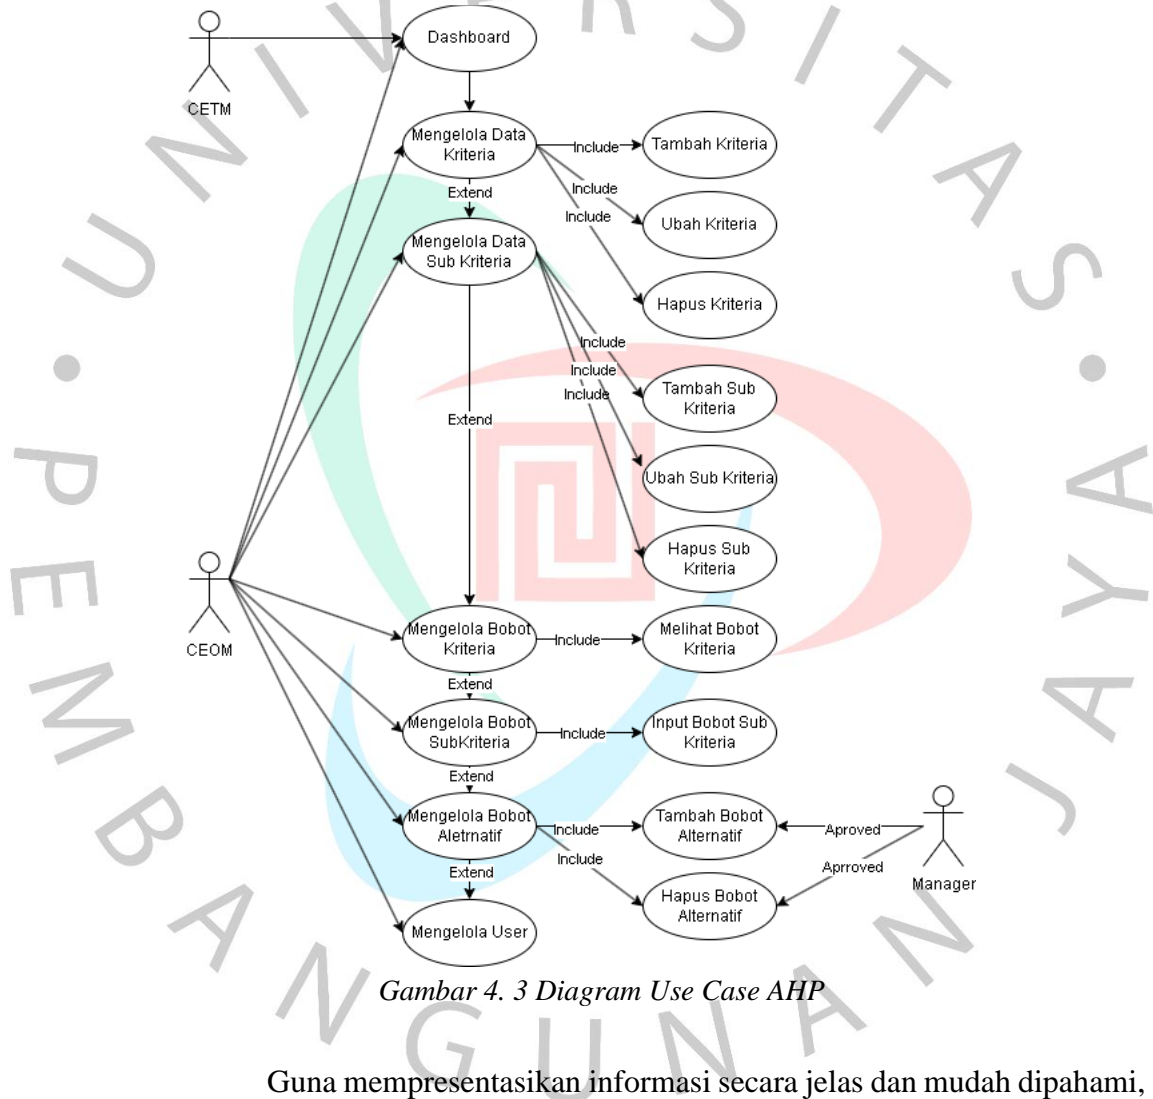 Dashboard
CETM
Mengelola Data
Kriteria
Include
Tambah Kriteria
Include
Include
Ubah Kriteria
Hapus Kriteria
Extend
Mengelola Data
Sub Kriteria
Include
Include
Include
Tambah Sub
Kriteria
Ubah Sub Kriteria
Hapus Sub
Kriteria
Extend
CEOM
Mengelola Bobot
Kriteria
Include
Melihat Bobot
Kriteria
Extend
Mengelola Bobot
SubKriteria
Include
Input Bobot Sub
Kriteria
Extend
Mengelola Bobot
Aletrnatif
Include
Include
Tambah Bobot
Alternatif
Aproved
Aprroved
Manager
Hapus Bobot
Alternatif
Extend
Mengelola User
Gambar 4. 3 Diagram Use Case AHP
Guna mempresentasikan informasi secara jelas dan mudah dipahami,
UNIVERSITAS • PEMBANGUNAN JAYA •